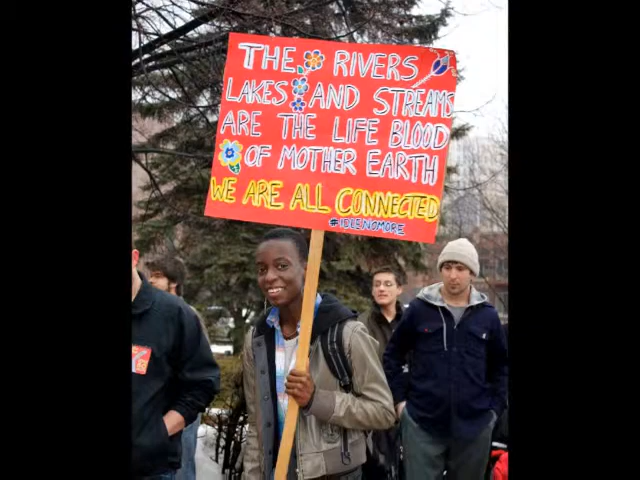 THE RIVERS
LAKES AND STREAMS
ARE THE LIFE BLOOD
OF MOTHER EARTH
WE ARE ALL CONNECTED
#IDLENOMORE